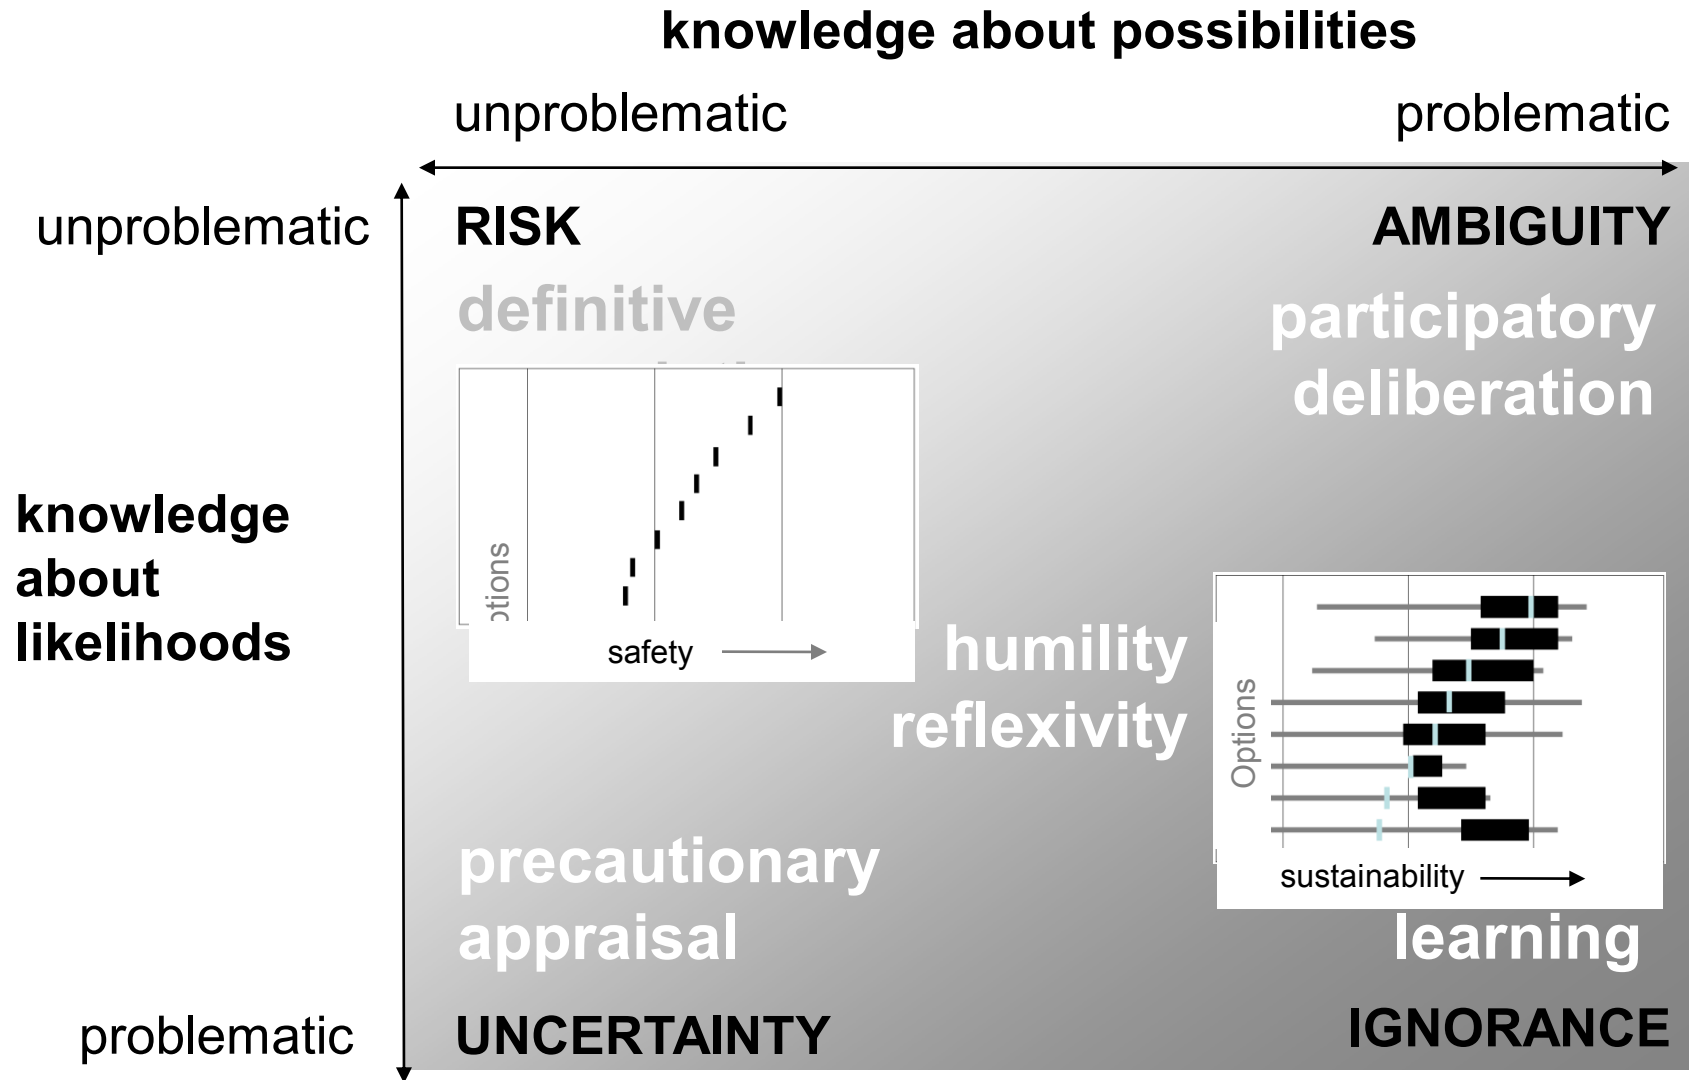 knowledge about possibilities
unproblematic
problematic
unproblematic
RISK
AMBIGUITY
definitive
participatory
deliberation
knowledge
about
likelihoods
safety
humility
reflexivity
Options
sustainability
precautionary
appraisal
learning
problematic
UNCERTAINTY
IGNORANCE